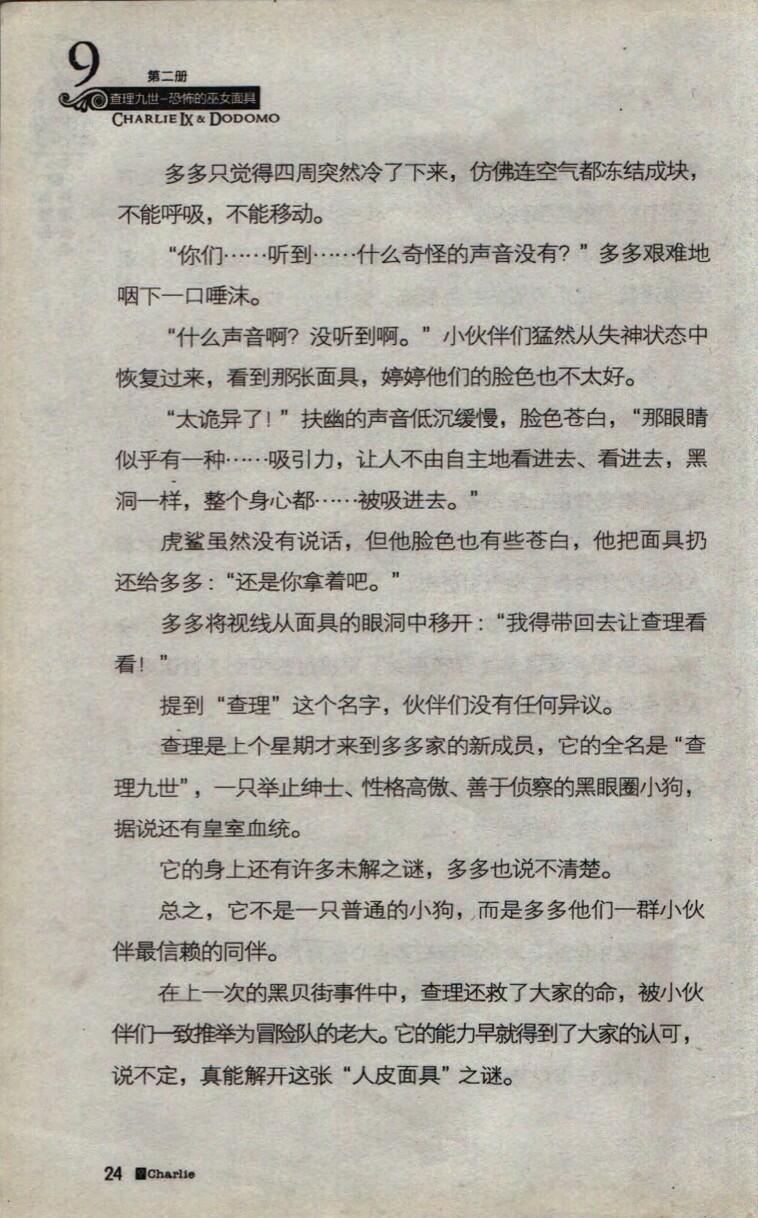 9
第二册
查理九世-恐怖的巫女面具
CHARLIE IX & DODOMO
多多只觉得四周突然冷了下来，仿佛连空气都冻结成块，
不能呼吸，不能移动。
“你们……听到……什么奇怪的声音没有？”多多艰难地
咽下一口唾沫。
“什么声音啊？没听到啊。”小伙伴们猛然从失神状态中
恢复过来，看到那张面具，婷婷他们的脸色也不太好。
“太诡异了！”扶幽的声音低沉缓慢，脸色苍白，“那眼睛
似乎有一种……吸引力，让人不由自主地看进去、看进去，黑
洞一样，整个身心都……被吸进去。”
虎鲨虽然没有说话，但他脸色也有些苍白，他把面具扔
还给多多：“还是你拿着吧。”
多多将视线从面具的眼洞中移开：“我得带回去让查理看
看！”
提到“查理”这个名字，伙伴们没有任何异议。
查理是上个星期才来到多多家的新成员，它的全名是“查
理九世”，一只举止绅士、性格高傲、善于侦察的黑眼圈小狗，
据说还有皇室血统。
它的身上还有许多未解之谜，多多也说不清楚。
总之，它不是一只普通的小狗，而是多多他们一群小伙
伴最信赖的同伴。
在上一次的黑贝街事件中，查理还救了大家的命，被小伙
伴们一致推举为冒险队的老大。它的能力早就得到了大家的认可，
说不定，真能解开这张“人皮面具”之谜。
24 Charlie